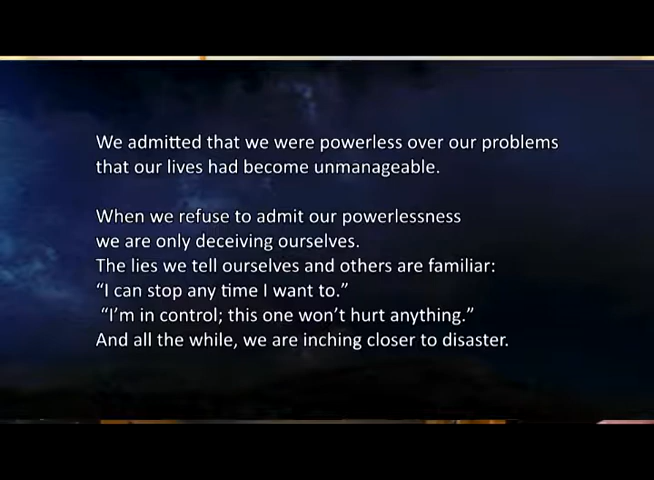 We admitted that we were powerless over our problems
that our lives had become unmanageable.
When we refuse to admit our powerlessness
we are only deceiving ourselves.
The lies we tell ourselves and others are familiar:
“I can stop any time I want to.”
“I’m in control; this one won’t hurt anything.”
And all the while, we are inching closer to disaster.